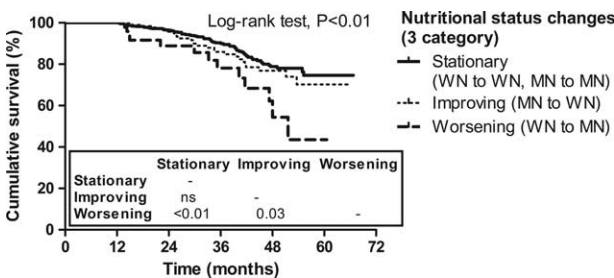 Log-rank test, P<0.01
Cumulative survival (%)
100
80
60
40
20
0
Stationary Improving Worsening
Stationary -
Improving ns -
Worsening <0.01 0.03 -
0 12 24 36 48 60 72
Time (months)
Nutritional status changes
(3 category)
Stationary
(WN to WN, MN to MN)
Improving (MN to WN)
Worsening (WN to MN)